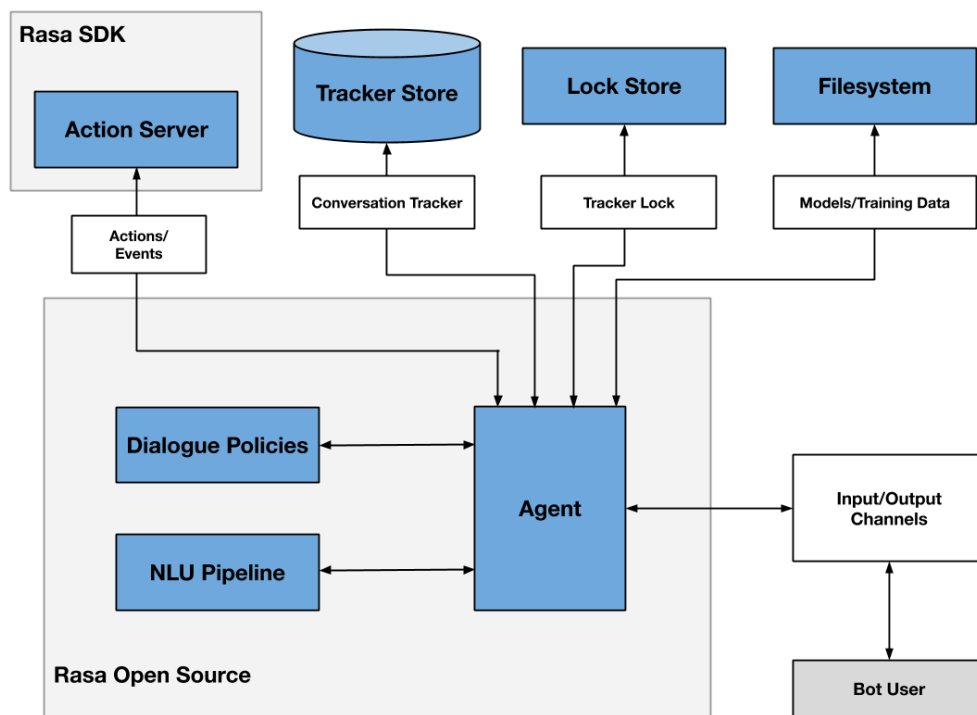 Rasa SDK
Action Server
Tracker Store
Lock Store
Filesystem
Conversation Tracker
Tracker Lock
Models/Training Data
Actions/
Events
Dialogue Policies
NLU Pipeline
Agent
Input/Output
Channels
Rasa Open Source
Bot User